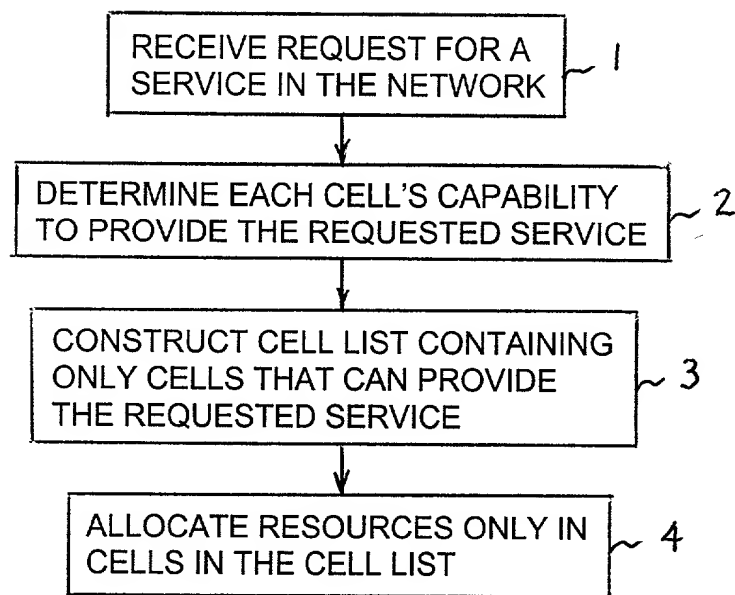 RECEIVE REQUEST FOR A
SERVICE IN THE NETWORK
1
DETERMINE EACH CELL'S CAPABILITY
TO PROVIDE THE REQUESTED SERVICE
2
CONSTRUCT CELL LIST CONTAINING
ONLY CELLS THAT CAN PROVIDE
THE REQUESTED SERVICE
3
ALLOCATE RESOURCES ONLY IN
CELLS IN THE CELL LIST
4